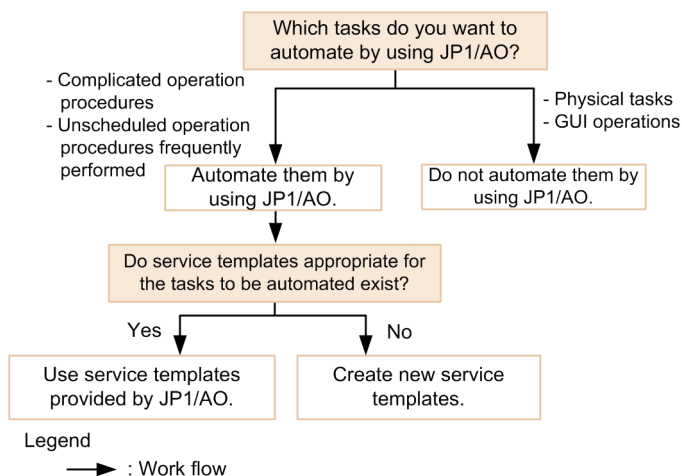 Which tasks do you want to
automate by using JP1/AO?
- Complicated operation
procedures
- Unscheduled operation
procedures frequently
performed
- Physical tasks
- GUI operations
Automate them by
using JP1/AO.
Do not automate them by
using JP1/AO.
Do service templates appropriate for
the tasks to be automated exist?
Yes
No
Use service templates
provided by JP1/AO.
Create new service
templates.
Legend
: Work flow